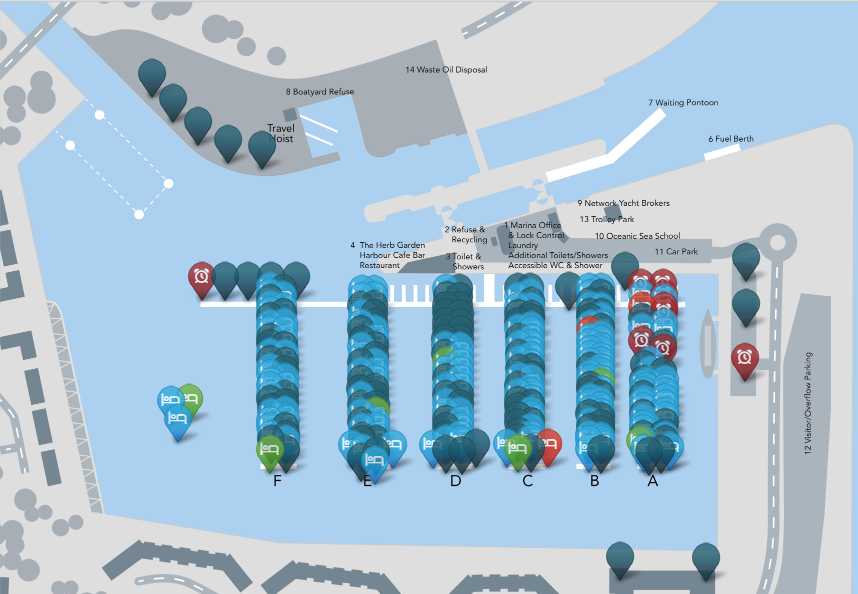 14 Waste Oil Disposal
8 Boatyard Refuse
7 Waiting Pontoon
Travel
Hoist
6 Fuel Berth
9 Network Yacht Brokers
13 Trolley Park
1 Marina Office
& Lock Control
Laundry
Additional Toilets/Showers
Accessible WC & Shower
2 Refuse &
Recycling
10 Oceanic Sea School
4 The Herb Garden
Harbour Cafe Bar
Restaurant
3 Toilet &
Showers
11 Car Park
12 Visitor/Overflow Parking
F
E
D
C
B
A